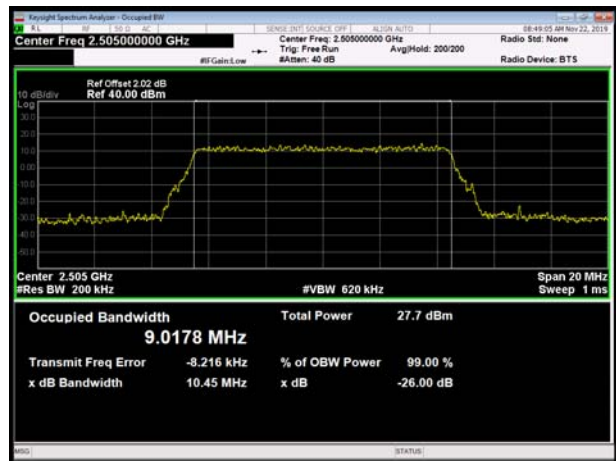 Keysight Spectrum Analyzer - Occupied BW
RL RF 50 Ω AC SENSE:INT SOURCE OFF ALIGN AUTO 08:49:05 AM Nov 22, 2019
Center Freq 2.505000000 GHz Center Freq: 2.505000000 GHz Radio Std: None
Trig: Free Run Avg|Hold: 200/200
#IFGain:Low #Atten: 40 dB Radio Device: BTS
Ref Offset 2.02 dB
10 dB/div Ref 40.00 dBm
Log
30.0
20.0
10.0
0.00
-10.0
-20.0
-30.0
-40.0
-50.0
Center 2.505 GHz Span 20 MHz
#Res BW 200 kHz #VBW 620 kHz Sweep 1 ms
Occupied Bandwidth Total Power 27.7 dBm
9.0178 MHz
Transmit Freq Error -8.216 kHz % of OBW Power 99.00 %
x dB Bandwidth 10.45 MHz x dB -26.00 dB
MSG STATUS